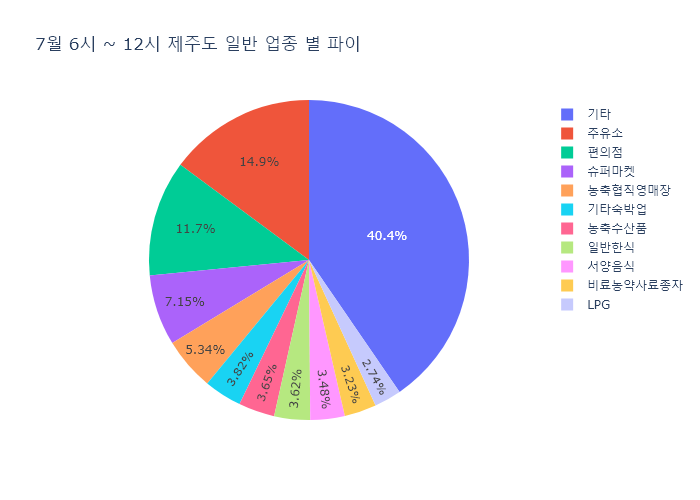 7월 6시 ~ 12시 제주도 일반 업종 별 파이
40.4%
14.9%
11.7%
7.15%
5.34%
3.82%
3.65%
3.62%
3.48%
3.23%
2.74%
기타
주유소
편의점
슈퍼마켓
농축협직영매장
기타숙박업
농축수산품
일반한식
서양음식
비료농약사료종자
LPG